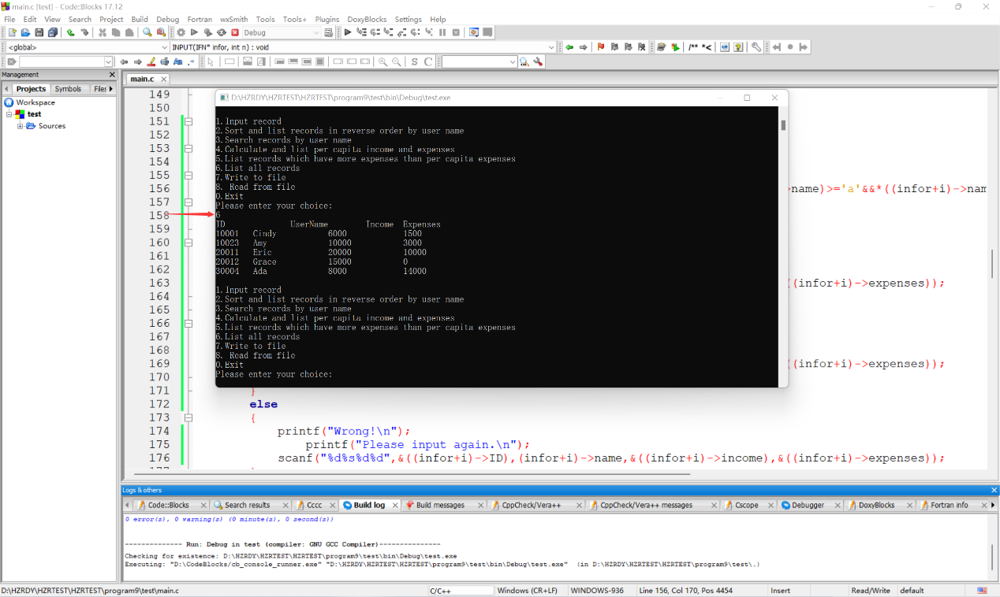 main.c [test] - Code::Blocks 17.12
File Edit View Search Project Build Debug Fortran wxSmith Tools Tools+ Plugins DoxyBlocks Settings Help
Debug
<global> INPUT(IFN* infor, int n) : void
/** *<
S C
Management
Projects Symbols Files
Workspace
test
Sources
main.c
149
150
151
152
153
154
155
156
157
158
159
160
161
162
163
164
165
166
167
168
169
170
171
172
173
174
175
176
D:\HZRDY\HZRTEST\HZRTEST\program9\test\bin\Debug\test.exe
1.Input record
2.Sort and list records in reverse order by user name
3.Search records by user name
4.Calculate and list per capita income and expenses
5.List records which have more expenses than per capita expenses
6.List all records
7.Write to file
8. Read from file
0.Exit
Please enter your choice:
6
ID UserName Income Expenses
10001 Cindy 6000 1500
10023 Amy 10000 3000
20011 Eric 20000 10000
20012 Grace 15000 0
30004 Ada 8000 14000
1.Input record
2.Sort and list records in reverse order by user name
3.Search records by user name
4.Calculate and list per capita income and expenses
5.List records which have more expenses than per capita expenses
6.List all records
7.Write to file
8. Read from file
0.Exit
Please enter your choice:
name)>='a'&&*((infor+i)->nam
((infor+i)->expenses));
((infor+i)->expenses));
}
else
{
printf("Wrong!\n");
printf("Please input again.\n");
scanf("%d%s%d%d",&((infor+i)->ID),(infor+i)->name,&((infor+i)->income),&((infor+i)->expenses));
Logs & others
Code::Blocks Search results Cccc Build log Build messages CppCheck/Vera++ CppCheck/Vera++ messages Cscope Debugger DoxyBlocks Fortran info
0 error(s), 0 warning(s) (0 minute(s), 0 second(s))
-------------- Run: Debug in test (compiler: GNU GCC Compiler)---------------
Checking for existence: D:\HZRDY\HZRTEST\HZRTEST\program9\test\bin\Debug\test.exe
Executing: "D:\CodeBlocks/cb_console_runner.exe" "D:\HZRDY\HZRTEST\HZRTEST\program9\test\bin\Debug\test.exe" (in D:\HZRDY\HZRTEST\HZRTEST\program9\test\.)
D:\HZRDY\HZRTEST\HZRTEST\program9\test\main.c C/C++ Windows (CR+LF) WINDOWS-936 Line 156, Col 170, Pos 4454 Insert Read/Write default